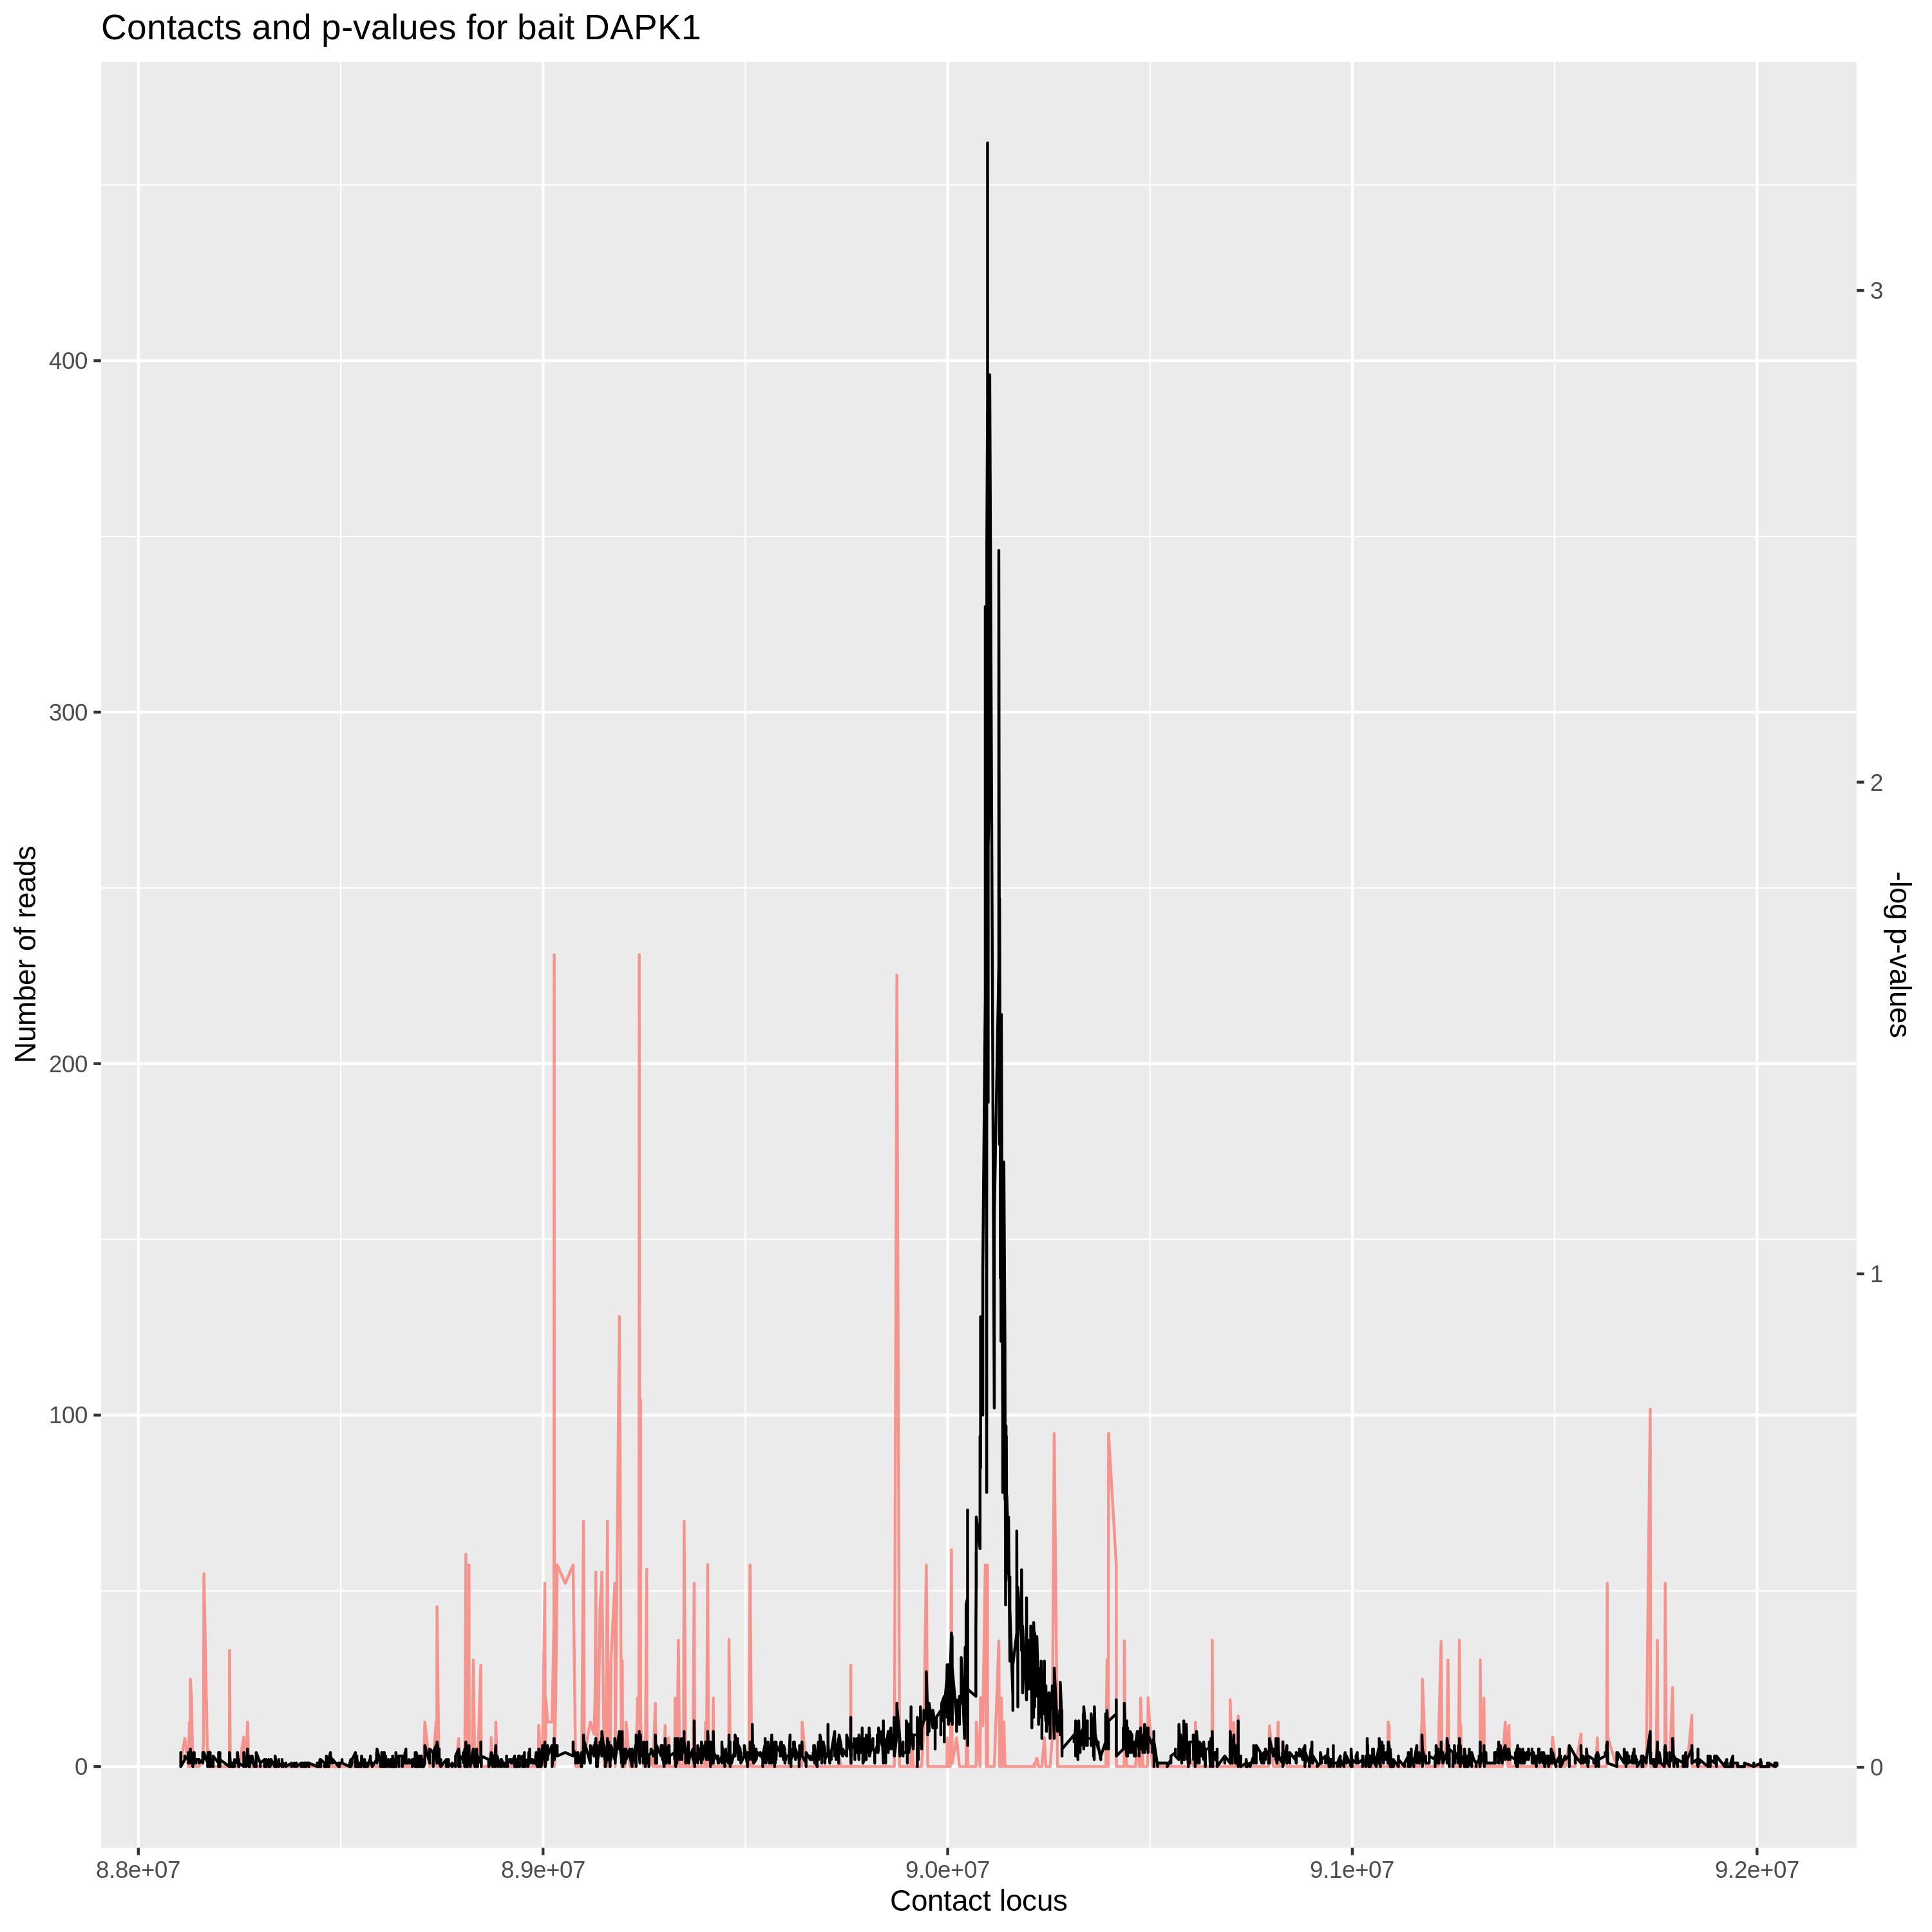 Contacts and p-values for bait DAPK1
Number of reads
400
300
200
100
0
3
2
1
0
-log p-values
8.8e+07 8.9e+07 9.0e+07 9.1e+07 9.2e+07
Contact locus